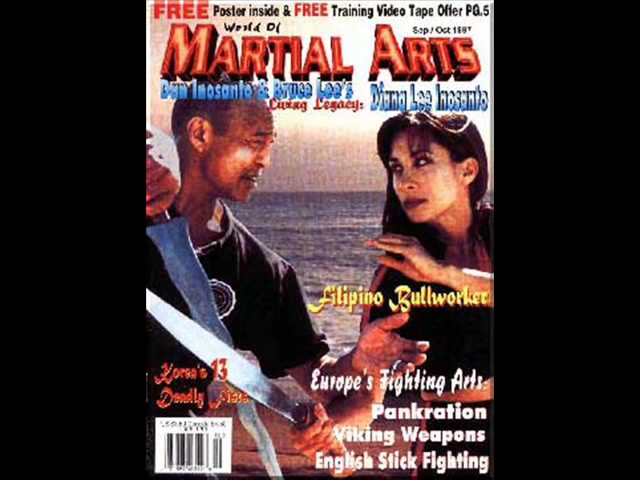 FREE Poster inside & FREE Training Video Tape Offer PG.5
World Of
Sep / Oct 1997
MARTIAL ARTS
Dan Inosanto & Bruce Lee's
Living Legacy: Diana Lee Inosanto
Filipino Bullworker
Korea's 13
Deadly Fists
Europe's Fighting Arts:
Pankration
Viking Weapons
English Stick Fighting